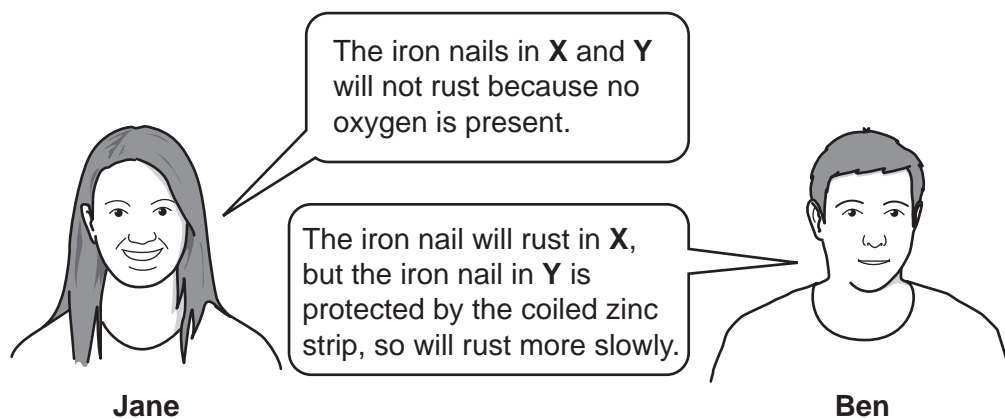 The iron nails in X and Y
will not rust because no
oxygen is present.
The iron nail will rust in X,
but the iron nail in Y is
protected by the coiled zinc
strip, so will rust more slowly.
Jane
Ben